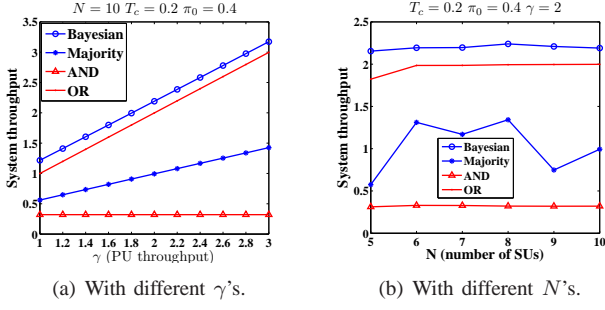 N = 10 T_c = 0.2 π_0 = 0.4
System throughput
3.5
3
2.5
2
1.5
1
0.5
0
Bayesian
Majority
AND
OR
1 1.2 1.4 1.6 1.8 2 2.2 2.4 2.6 2.8 3
γ (PU throughput)
(a) With different γ's.
T_c = 0.2 π_0 = 0.4 γ = 2
System throughput
2.5
2
1.5
1
0.5
0
Bayesian
Majority
AND
OR
5 6 7 8 9 10
N (number of SUs)
(b) With different N's.